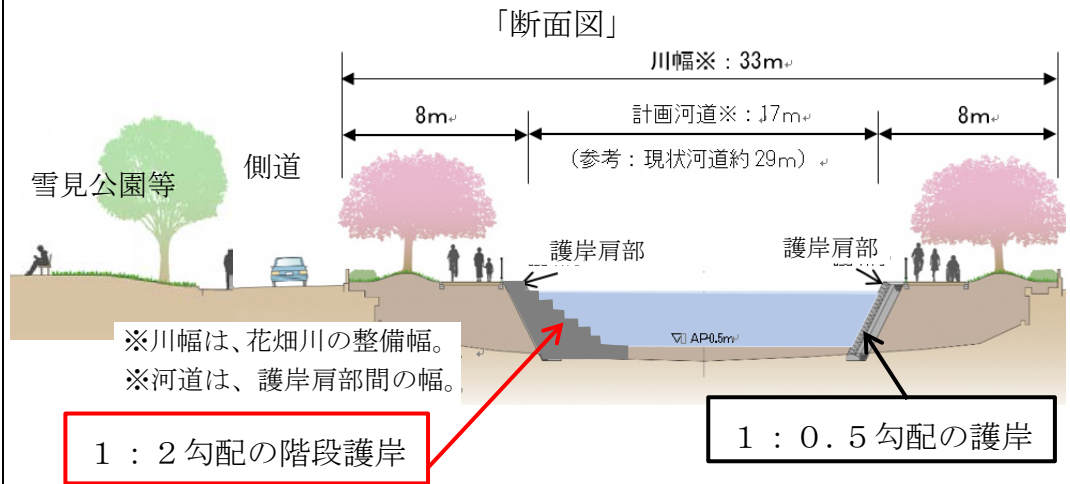 「断面図」
川幅※：33m
8m
計画河道※：17m
8m
(参考：現状河道約29m)
雪見公園等
側道
護岸肩部
護岸肩部
▽ AP0.5m
※川幅は、花畑川の整備幅。
※河道は、護岸肩部間の幅。
１：２勾配の階段護岸
１：０.５勾配の護岸